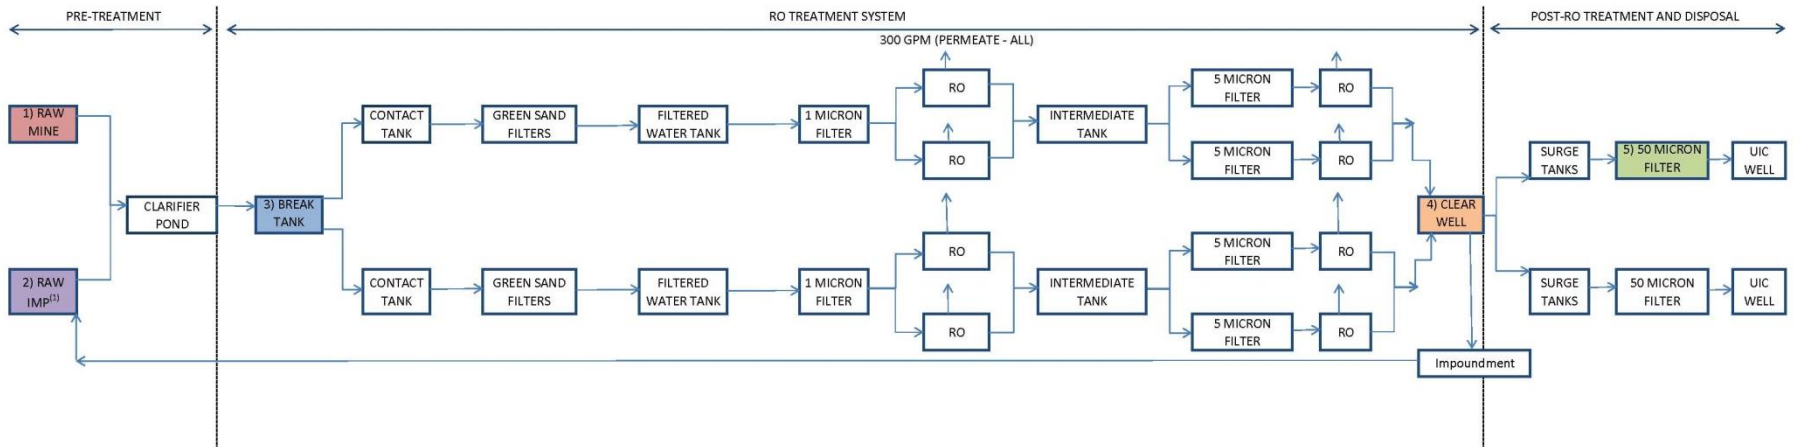 PRE-TREATMENT
RO TREATMENT SYSTEM
POST-RO TREATMENT AND DISPOSAL
300 GPM (PERMEATE - ALL)
1) RAW
MINE
2) RAW
IMP(1)
CLARIFIER
POND
3) BREAK
TANK
CONTACT
TANK
GREEN SAND
FILTERS
FILTERED
WATER TANK
1 MICRON
FILTER
RO
RO
INTERMEDIATE
TANK
5 MICRON
FILTER
RO
5 MICRON
FILTER
RO
CONTACT
TANK
GREEN SAND
FILTERS
FILTERED
WATER TANK
1 MICRON
FILTER
RO
RO
INTERMEDIATE
TANK
5 MICRON
FILTER
RO
5 MICRON
FILTER
RO
4) CLEAR
WELL
Impoundment
SURGE
TANKS
5) 50 MICRON
FILTER
UIC
WELL
SURGE
TANKS
50 MICRON
FILTER
UIC
WELL